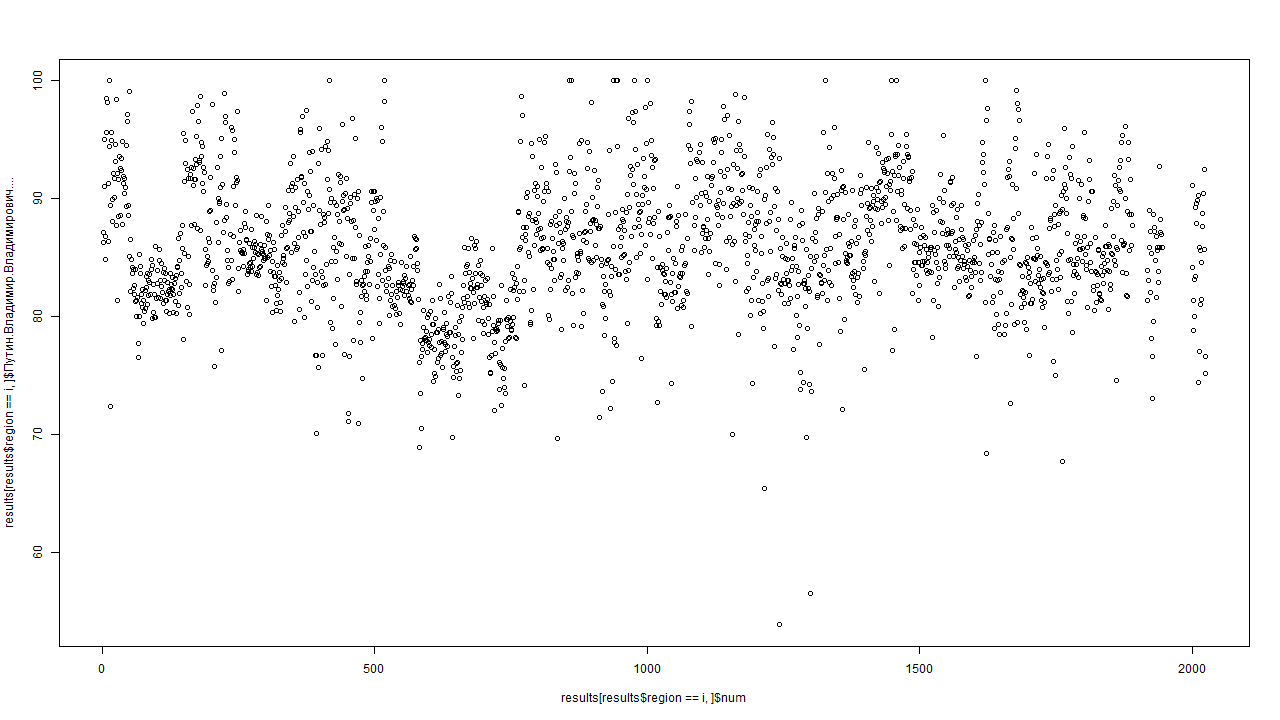 results[results$region == i, ]$Путин.Владимир.Владимирович....
100
90
80
70
60
0 500 1000 1500 2000
results[results$region == i, ]$num